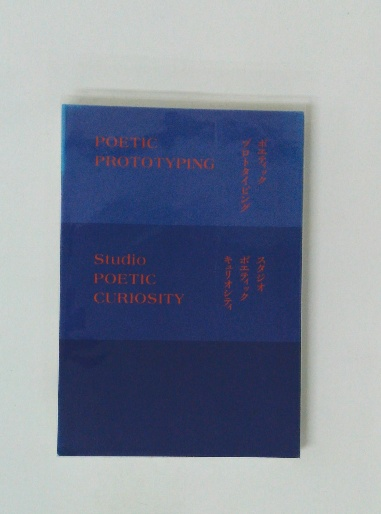 POETIC
PROTOTYPING
ポエティック
プロトタイピング
Studio
POETIC
CURIOSITY
スタジオ
ポエティック
キュリオシティ